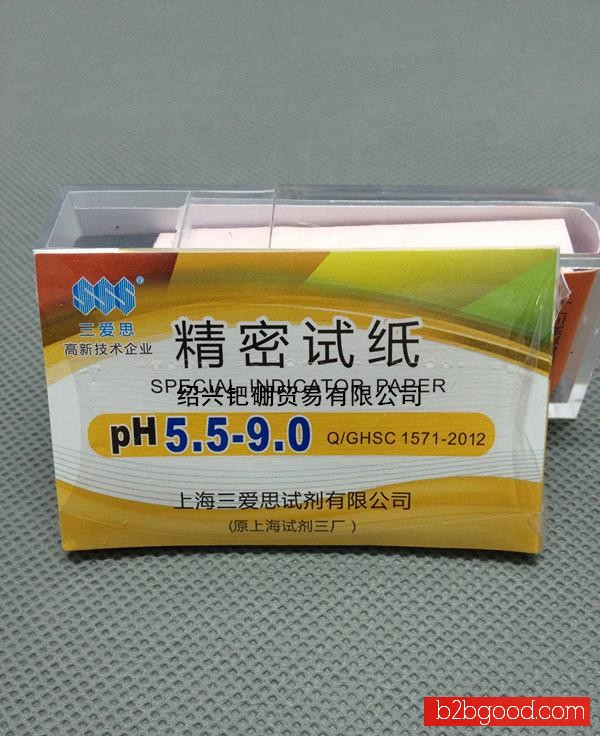 SSS®
三爱思
高新技术企业
精密试纸
SPECIAL INDICATOR PAPER
绍兴钯硼贸易有限公司
pH 5.5-9.0 Q/GHSC 1571-2012
上海三爱思试剂有限公司
(原上海试剂三厂)
b2bgood.com